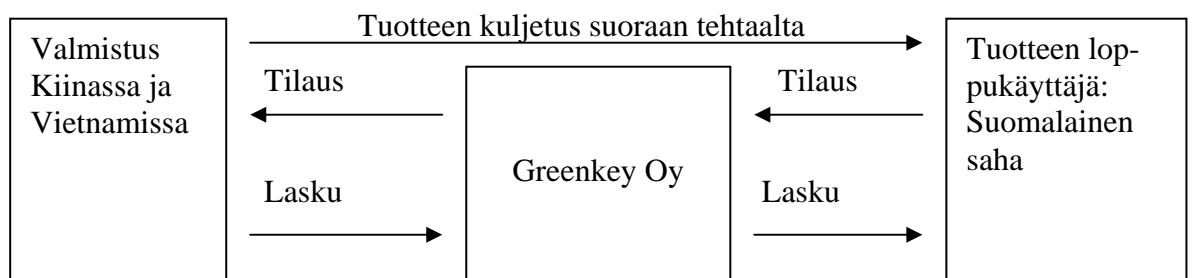 Tuotteen kuljetus suoraan tehtaalta
Valmistus
Kiinassa ja
Vietnamissa
Tilaus
Lasku
Greenkey Oy
Tilaus
Lasku
Tuotteen lop-
pukäyttäjä:
Suomalainen
saha